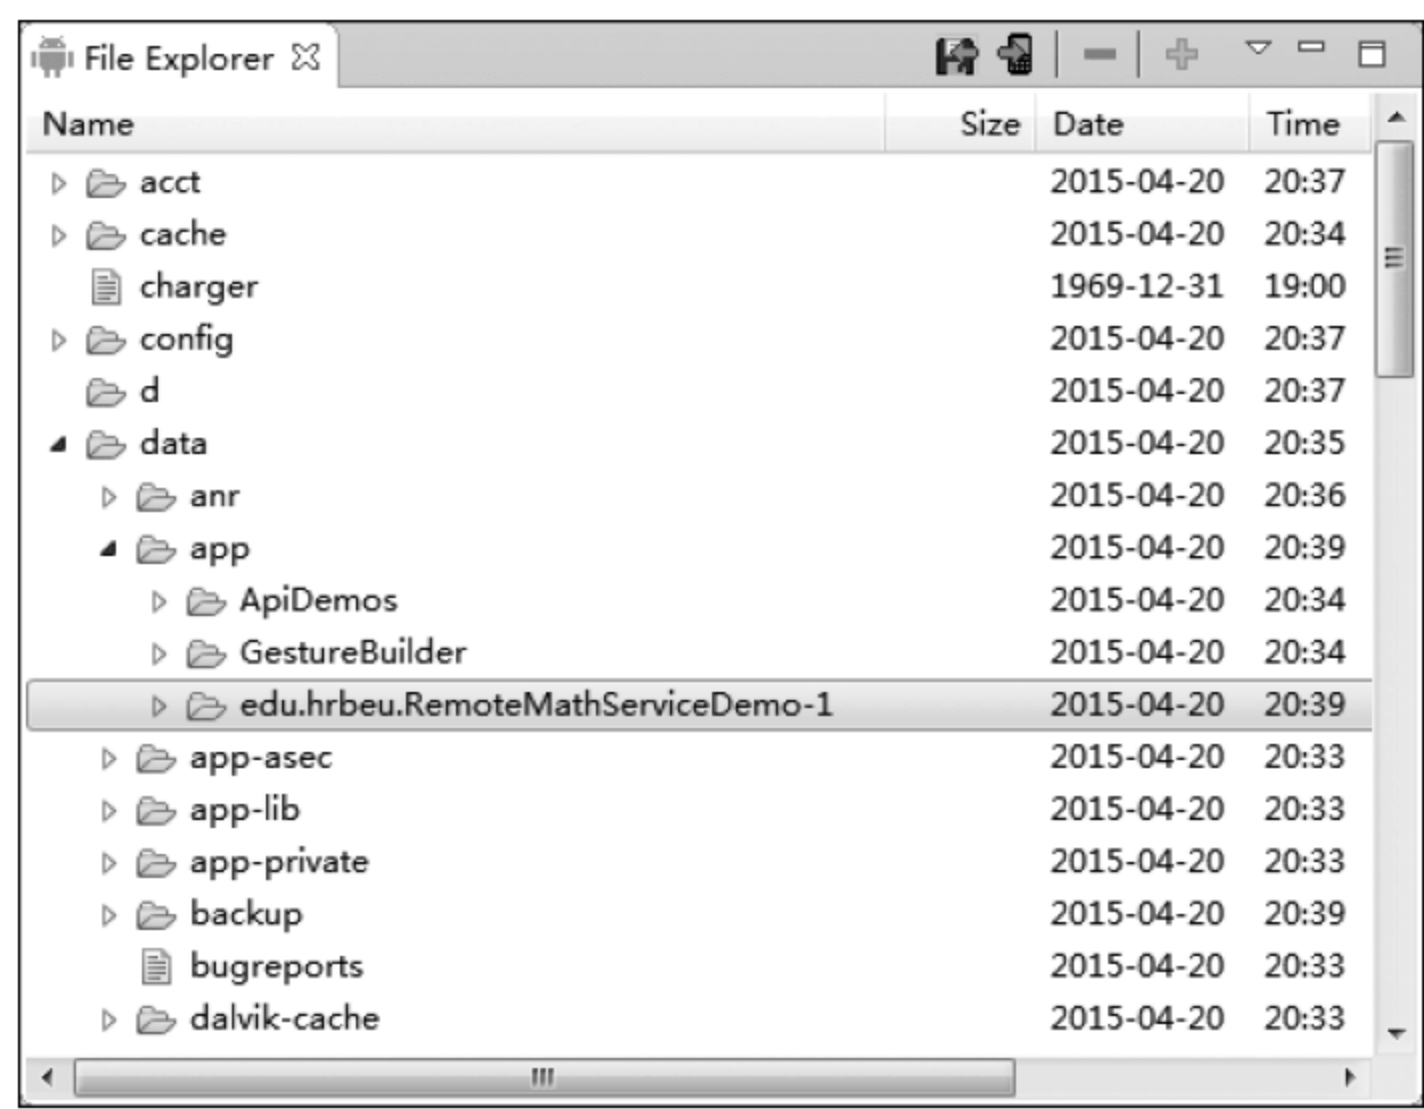 File Explorer
Name Size Date Time
acct 2015-04-20 20:37
cache 2015-04-20 20:34
charger 1969-12-31 19:00
config 2015-04-20 20:37
d 2015-04-20 20:37
data 2015-04-20 20:35
anr 2015-04-20 20:36
app 2015-04-20 20:39
ApiDemos 2015-04-20 20:34
GestureBuilder 2015-04-20 20:34
edu.hrbeu.RemoteMathServiceDemo-1 2015-04-20 20:39
app-asec 2015-04-20 20:33
app-lib 2015-04-20 20:33
app-private 2015-04-20 20:33
backup 2015-04-20 20:39
bugreports 2015-04-20 20:33
dalvik-cache 2015-04-20 20:33